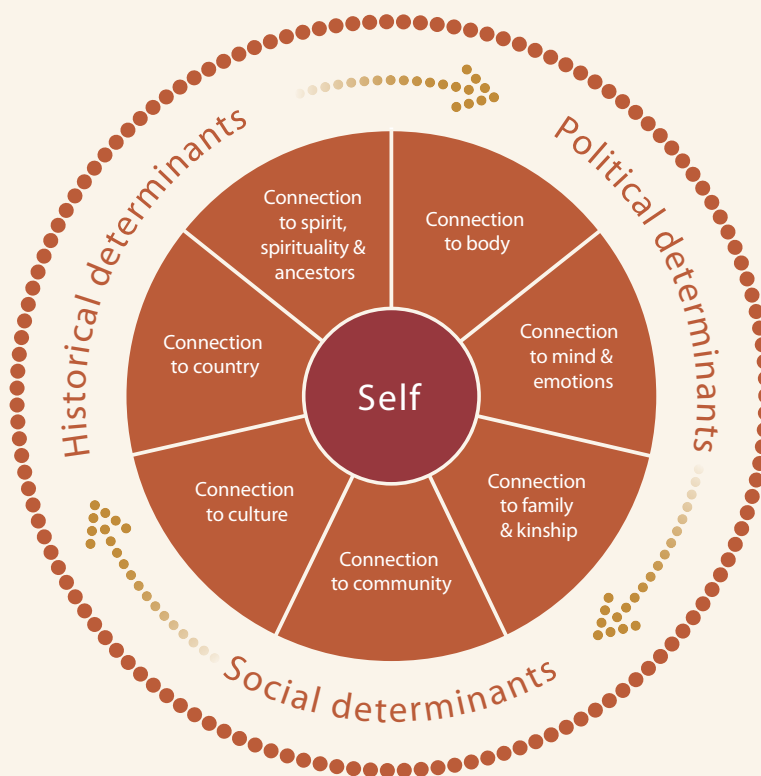 Historical determinants
Political determinants
Connection
to spirit,
spirituality &
ancestors
Connection
to body
Connection
to country
Self
Connection
to mind &
emotions
Connection
to culture
Connection
to family
& kinship
Connection
to community
Social determinants